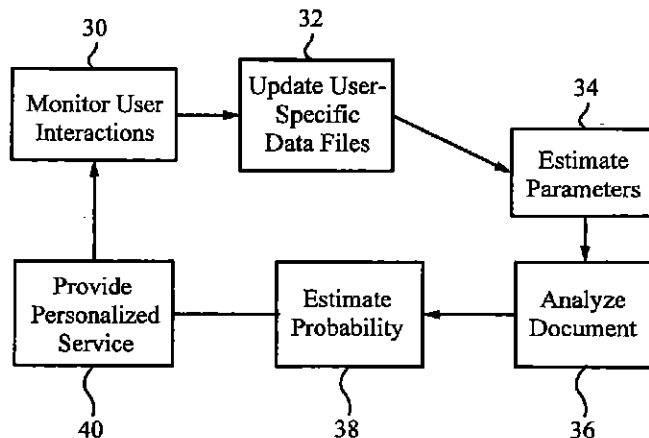 30
Monitor User
Interactions
32
Update User-
Specific
Data Files
34
Estimate
Parameters
Provide
Personalized
Service
40
Estimate
Probability
38
Analyze
Document
36